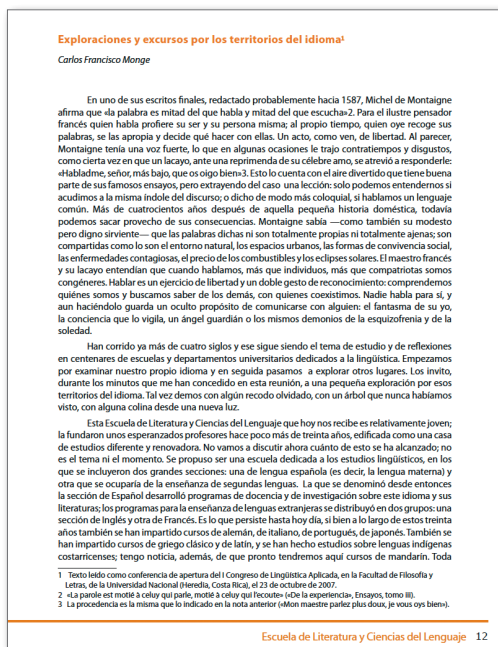 Exploraciones y excursos por los territorios del idioma¹
Carlos Francisco Monge
En uno de sus escritos finales, redactado probablemente hacia 1587, Michel de Montaigne
afirma que «la palabra es mitad del que habla y mitad del que escucha»2. Para el ilustre pensador
francés quien habla profiere su ser y su persona misma; al propio tiempo, quien oye recoge sus
palabras, se las apropia y decide qué hacer con ellas. Un acto, como ven, de libertad. Al parecer,
Montaigne tenía una voz fuerte, lo que en algunas ocasiones le trajo contratiempos y disgustos,
como cierta vez en que un lacayo, ante una reprimenda de su célebre amo, se atrevió a responderle:
«Habladme, señor, más bajo, que os oigo bien»3. Esto lo cuenta con el aire divertido que tiene buena
parte de sus famosos ensayos, pero extrayendo del caso una lección: solo podemos entendernos si
acudimos a la misma índole del discurso; o dicho de modo más coloquial, si hablamos un lenguaje
común. Más de cuatrocientos años después de aquella pequeña historia doméstica, todavía
podemos sacar provecho de sus consecuencias. Montaigne sabía —como también su modesto
pero digno sirviente— que las palabras dichas ni son totalmente propias ni totalmente ajenas; son
compartidas como lo son el entorno natural, los espacios urbanos, las formas de convivencia social,
las enfermedades contagiosas, el precio de los combustibles y los eclipses solares. El maestro francés
y su lacayo entendían que cuando hablamos, más que individuos, más que compatriotas somos
congéneres. Hablar es un ejercicio de libertad y un doble gesto de reconocimiento: comprendemos
quiénes somos y buscamos saber de los demás, con quienes coexistimos. Nadie habla para sí, y
aun haciéndolo guarda un oculto propósito de comunicarse con alguien: el fantasma de su yo,
la conciencia que lo vigila, un ángel guardián o los mismos demonios de la esquizofrenia y de la
soledad.
Han corrido ya más de cuatro siglos y ese sigue siendo el tema de estudio y de reflexiones
en centenares de escuelas y departamentos universitarios dedicados a la lingüística. Empezamos
por examinar nuestro propio idioma y en seguida pasamos a explorar otros lugares. Los invito,
durante los minutos que me han concedido en esta reunión, a una pequeña exploración por esos
territorios del idioma. Tal vez demos con algún recodo olvidado, con un árbol que nunca habíamos
visto, con alguna colina desde una nueva luz.
Esta Escuela de Literatura y Ciencias del Lenguaje que hoy nos recibe es relativamente joven;
la fundaron unos esperanzados profesores hace poco más de treinta años, edificada como una casa
de estudios diferente y renovadora. No vamos a discutir ahora cuánto de esto se ha alcanzado; no
es el tema ni el momento. Se propuso ser una escuela dedicada a los estudios lingüísticos, en los
que se incluyeron dos grandes secciones: una de lengua española (es decir, la lengua materna) y
otra que se ocuparía de la enseñanza de segundas lenguas. La que se denominó desde entonces
la sección de Español desarrolló programas de docencia y de investigación sobre este idioma y sus
literaturas; los programas para la enseñanza de lenguas extranjeras se distribuyó en dos grupos: una
sección de Inglés y otra de Francés. Es lo que persiste hasta hoy día, si bien a lo largo de estos treinta
años también se han impartido cursos de alemán, de italiano, de portugués, de japonés. También se
han impartido cursos de griego clásico y de latín, y se han hecho estudios sobre lenguas indígenas
costarricenses; tengo noticia, además, de que pronto tendremos aquí cursos de mandarín. Toda
1 Texto leído como conferencia de apertura del I Congreso de Lingüística Aplicada, en la Facultad de Filosofía y
Letras, de la Universidad Nacional (Heredia, Costa Rica), el 23 de octubre de 2007.
2 «La parole est motié à celuy qui parle, motié à celuy qui l'ecoute» («De la experiencia», Ensayos, tomo iii).
3 La procedencia es la misma que lo indicado en la nota anterior («Mon maestre parlez plus doux, je vous oys bien»).
Escuela de Literatura y Ciencias del Lenguaje 12